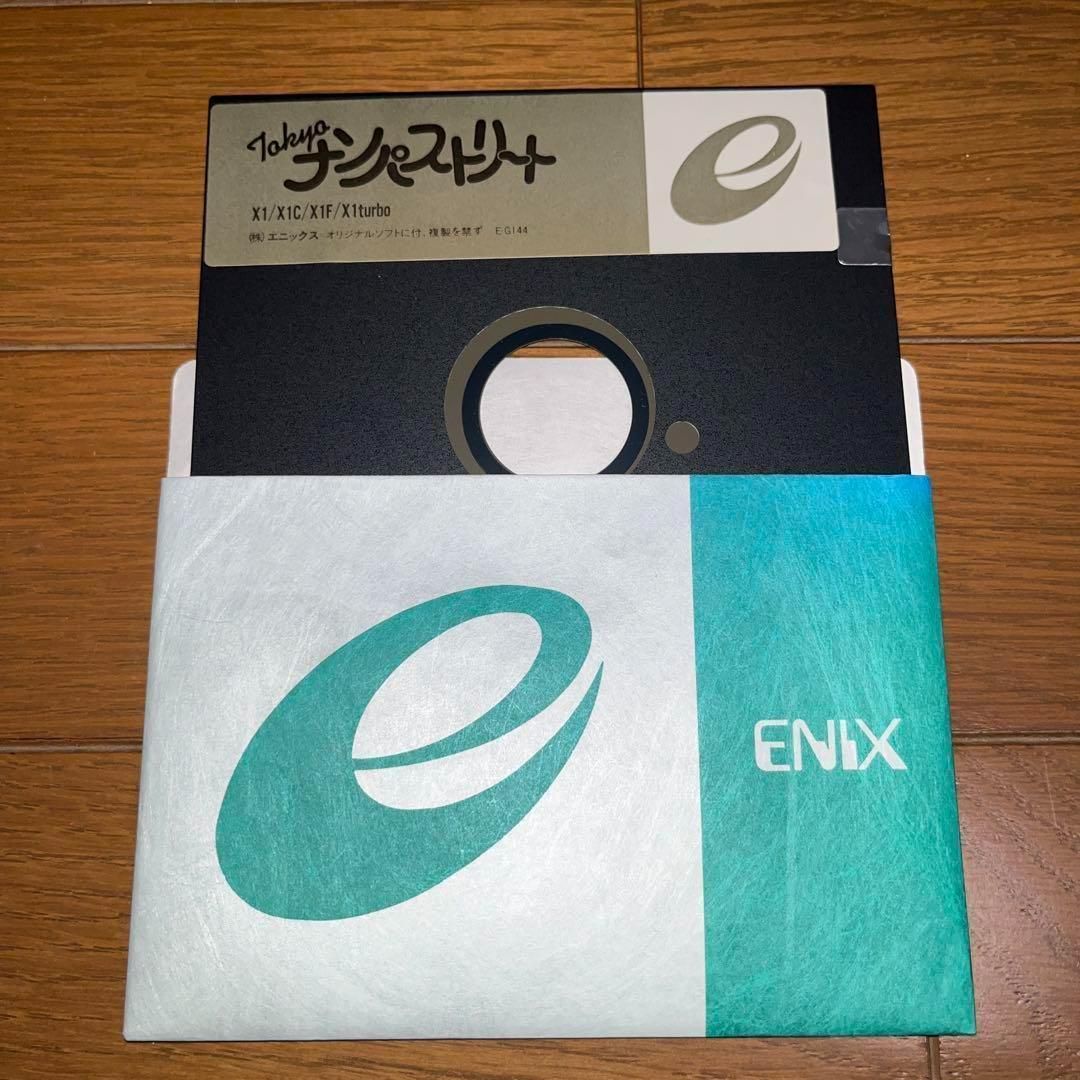 Tokyo
ナンパストリート
X1/X1C/X1F/X1turbo
(株)エニックス オリジナルソフトに付、複製を禁ず EG144
ENIX